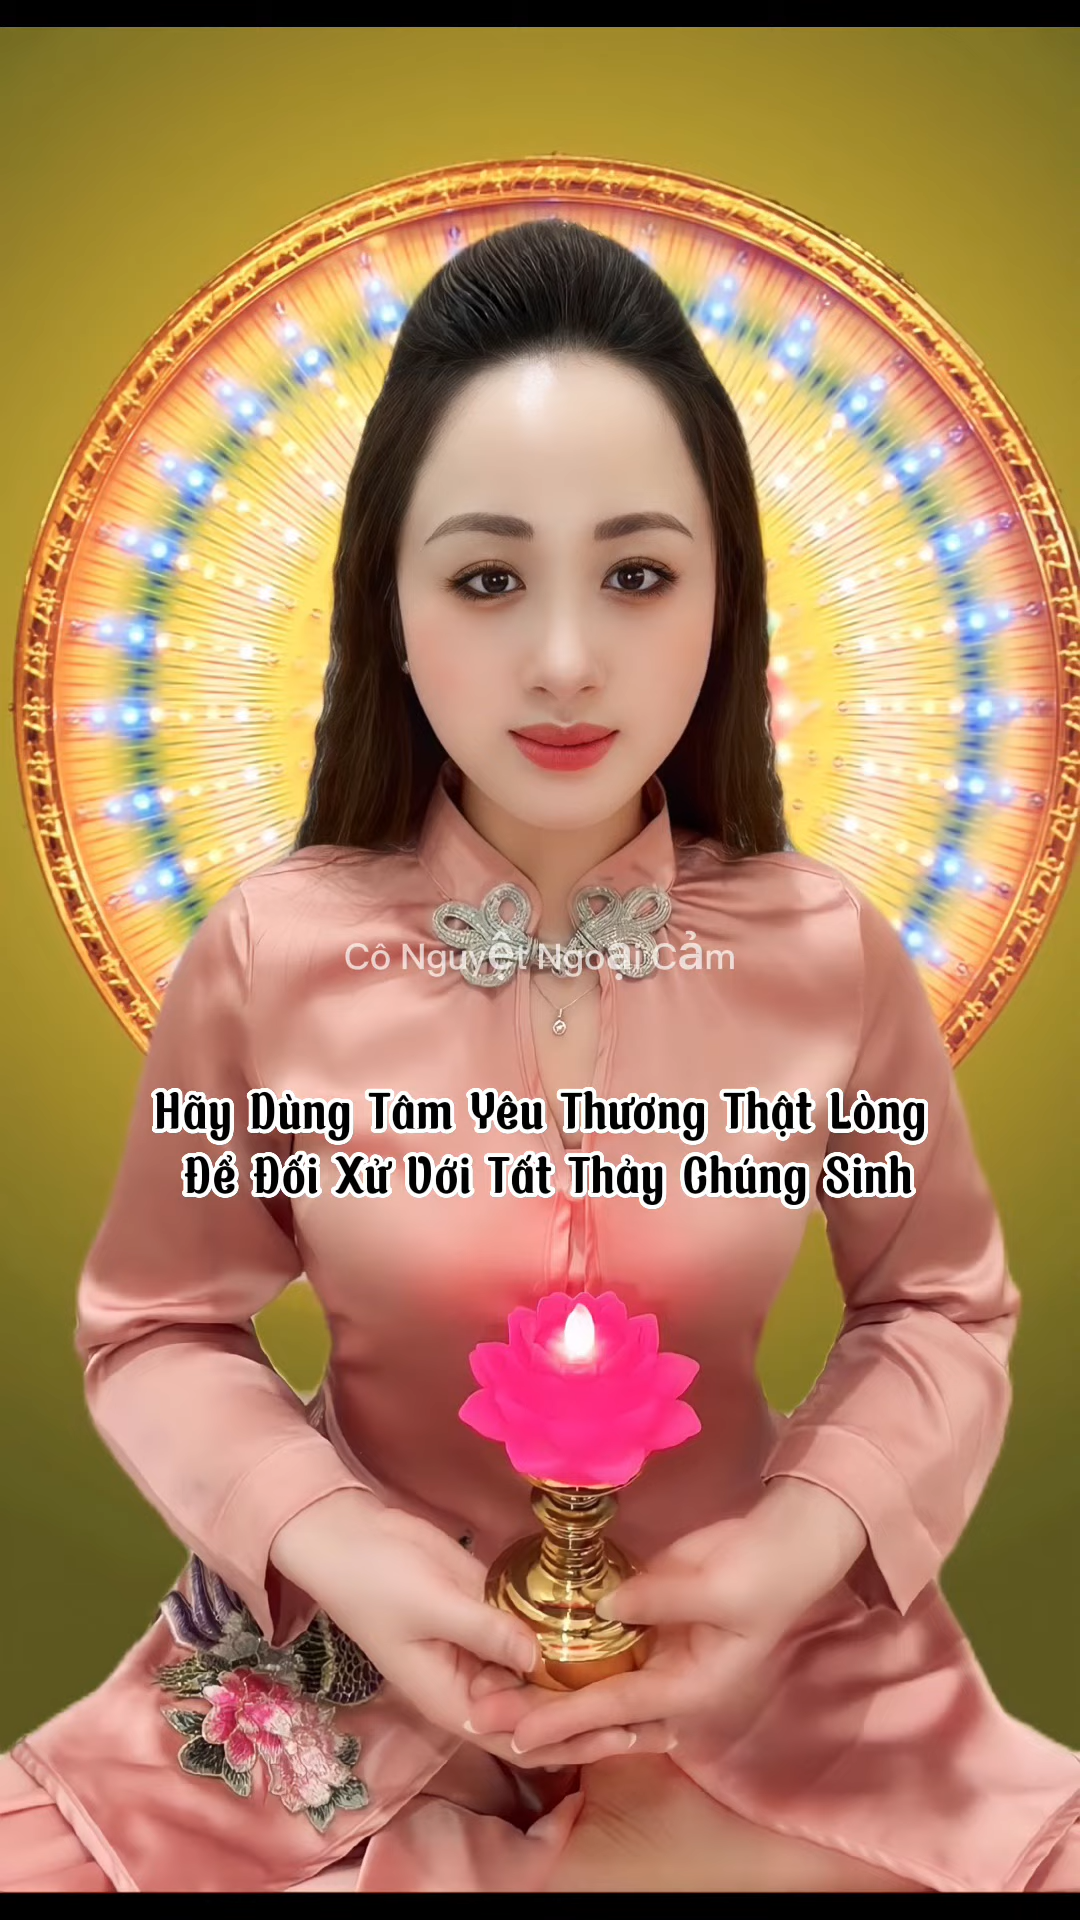 Cô Nguyệt Ngoại Cảm
Hãy Dùng Tâm Yêu Thương Thật Lòng
Để Đối Xử Với Tất Thảy Chúng Sinh